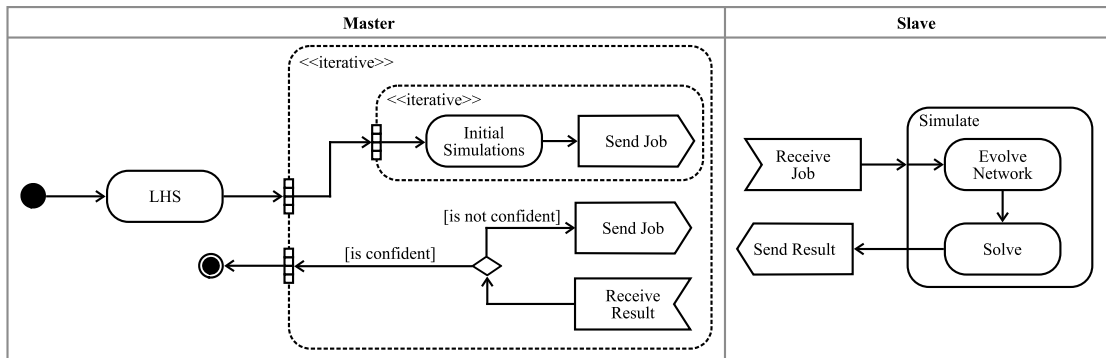 Master
Slave
<<iterative>>
<<iterative>>
Initial
Simulations
Send Job
LHS
[is not confident]
Send Job
[is confident]
Receive
Result
Simulate
Receive
Job
Evolve
Network
Send Result
Solve